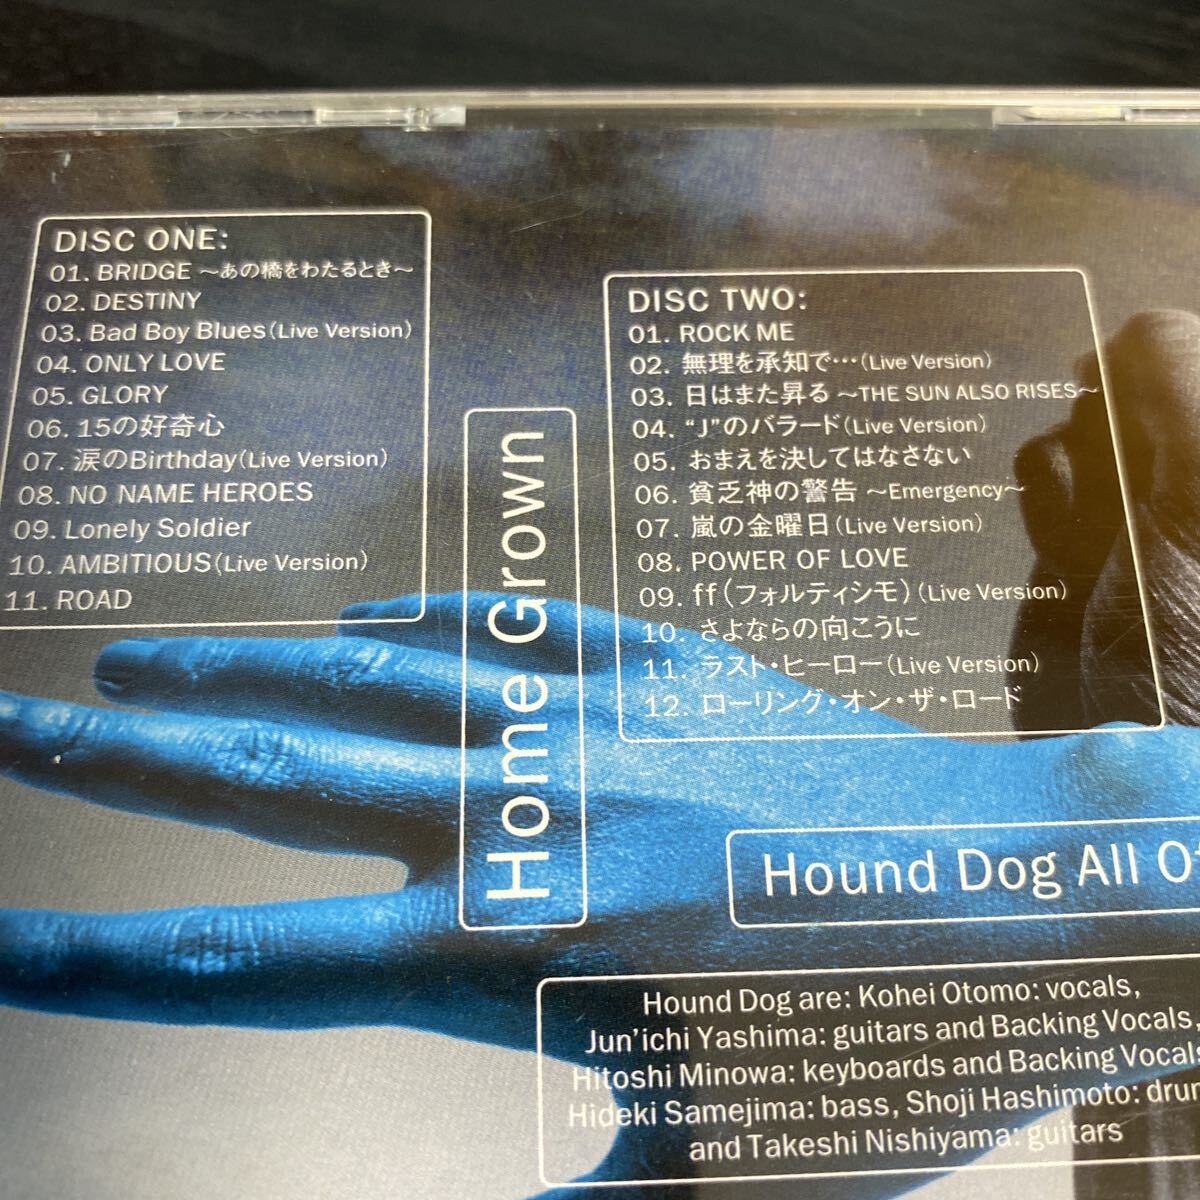 DISC ONE:
01. BRIDGE ～あの橋をわたるとき～
02. DESTINY
03. Bad Boy Blues(Live Version)
04. ONLY LOVE
05. GLORY
06. 15の好奇心
07. 涙のBirthday(Live Version)
08. NO NAME HEROES
09. Lonely Soldier
10. AMBITIOUS(Live Version)
11. ROAD
Home Grown
DISC TWO:
01. ROCK ME
02. 無理を承知で…(Live Version)
03. 日はまた昇る ～THE SUN ALSO RISES～
04. “J”のバラード(Live Version)
05. おまえを決してはなさない
06. 貧乏神の警告 ～Emergency～
07. 嵐の金曜日(Live Version)
08. POWER OF LOVE
09. ff(フォルティシモ)(Live Version)
10. さよならの向こうに
11. ラスト・ヒーロー(Live Version)
12. ローリング・オン・ザ・ロード
Hound Dog All
Hound Dog are: Kohei Otomo: vocals,
Jun’ichi Yashima: guitars and Backing Vocals,
Hitoshi Minowa: keyboards and Backing Vocals
Hideki Samejima: bass, Shoji Hashimoto:
and Takeshi Nishiyama: guitars